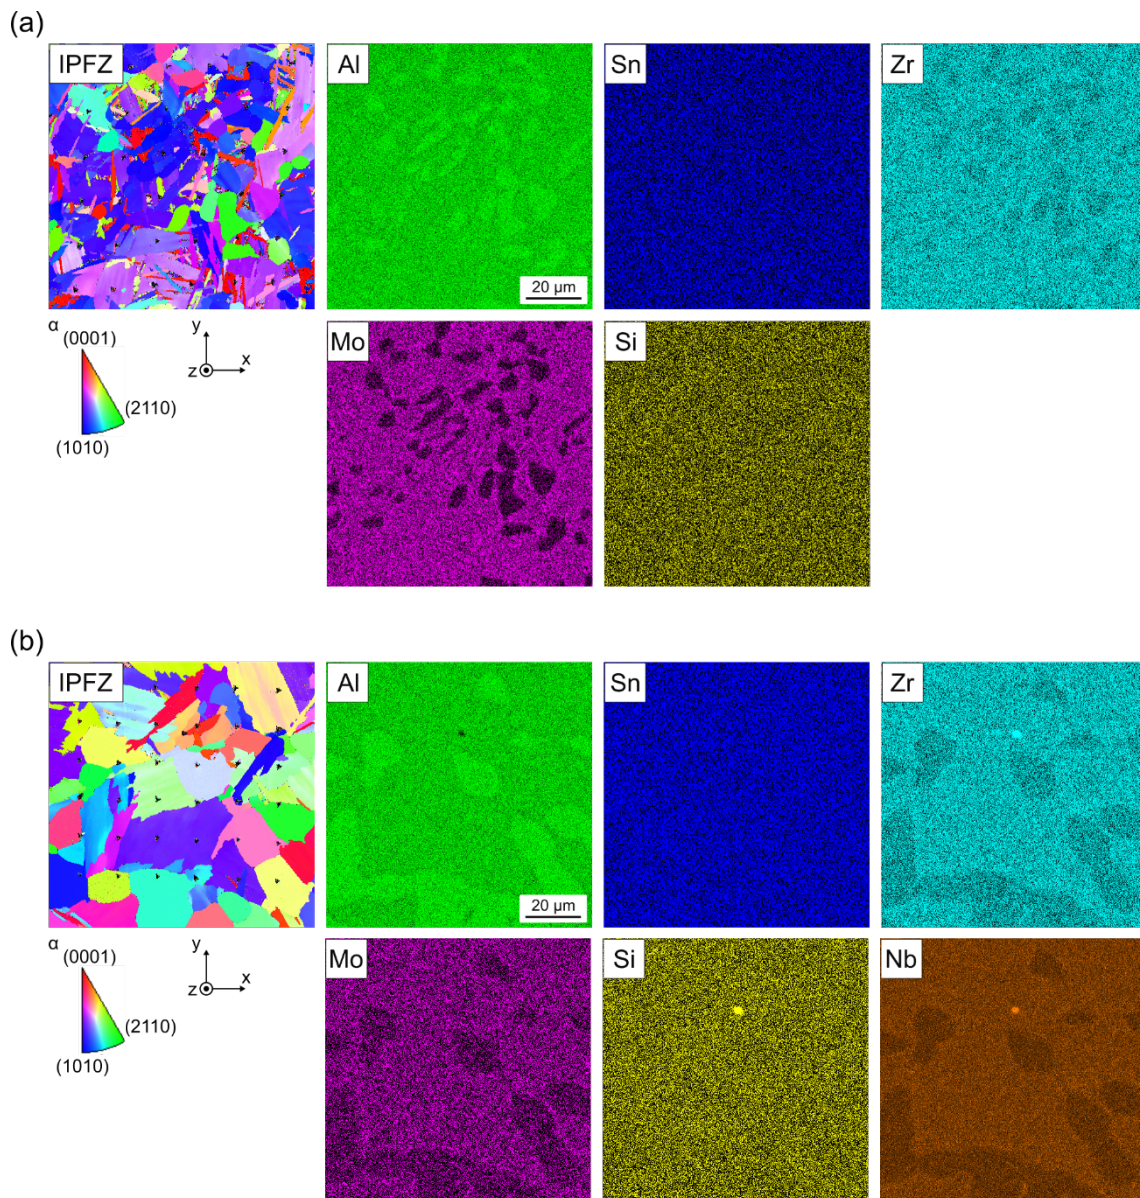 (a)
IPFZ
Al
Sn
Zr
20 µm
α
(0001)
(2110)
(1010)
y
x
z
Mo
Si
(b)
IPFZ
Al
Sn
Zr
20 µm
α
(0001)
(2110)
(1010)
y
x
z
Mo
Si
Nb